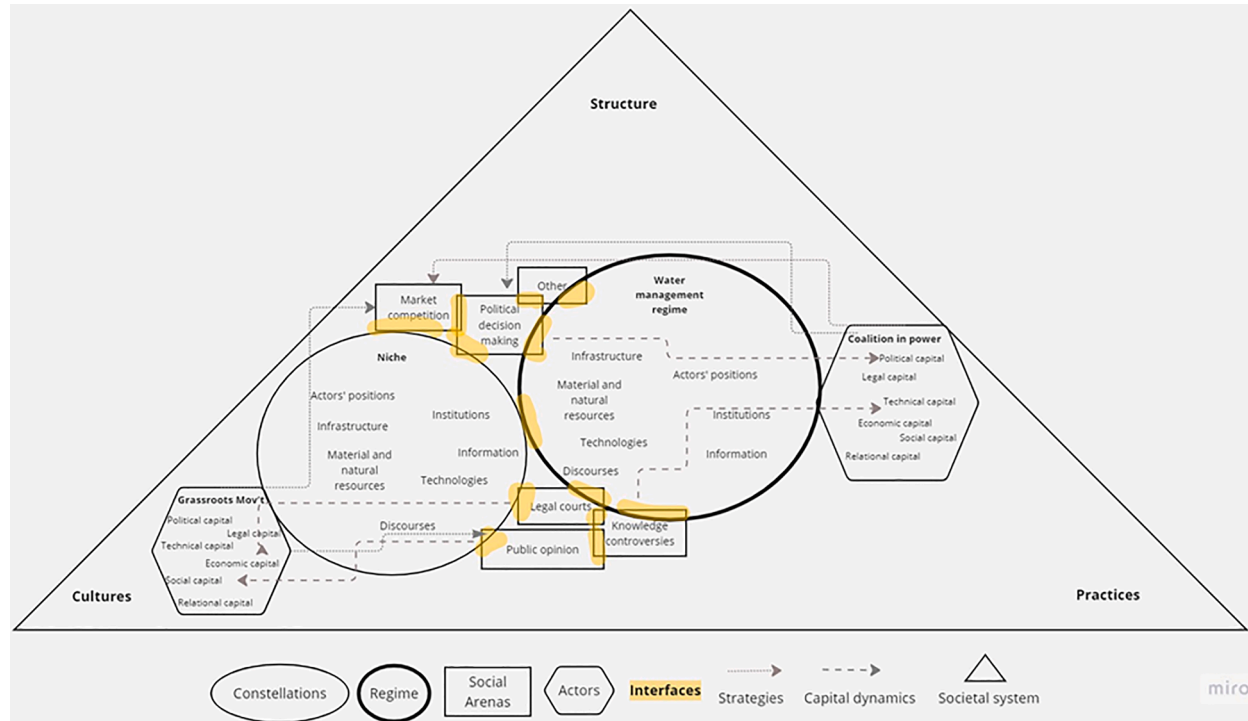 Structure
Other
Water
management
regime
Market
competition
Political
decision
making
Coalition in power
Political capital
Legal capital
Technical capital
Economic capital
Social capital
Relational capital
Niche
Actors' positions
Infrastructure
Institutions
Material and
natural
resources
Information
Technologies
Discourses
Infrastructure
Actors' positions
Material and
natural
resources
Institutions
Technologies
Information
Discourses
Grassroots Mov't.
Political capital
Legal capital
Technical capital
Economic capital
Social capital
Relational capital
Legal courts
Knowledge
controversies
Public opinion
Cultures
Practices
Constellations
Regime
Social
Arenas
Actors
Interfaces
Strategies
Capital dynamics
Societal system
miro